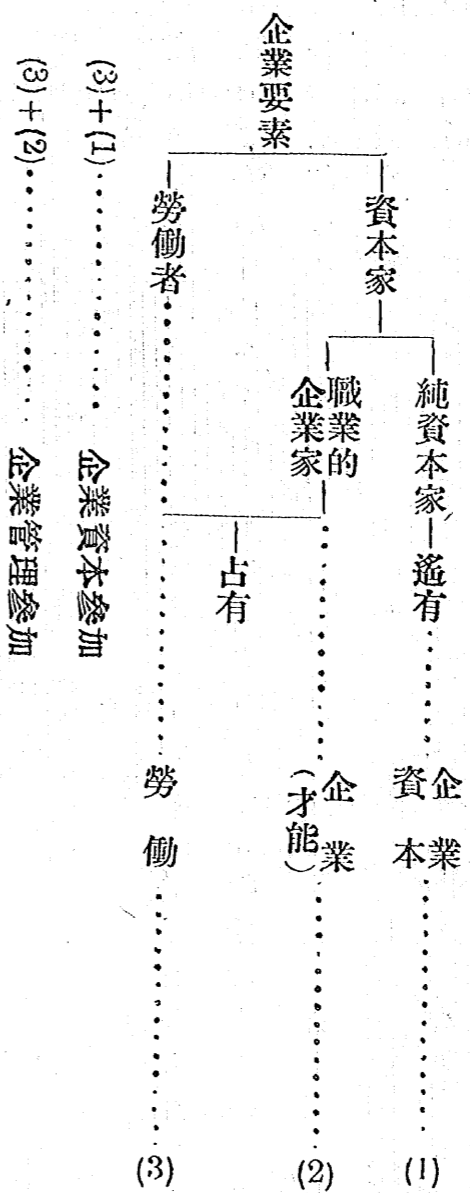 企業要素
資本家
純資本家
遙有
企業資本
(1)
職業的企業家
企業(才能)
(2)
占有
勞働者
勞働
(3)
(3)+(1)………企業資本參加
(3)+(2)………企業管理參加